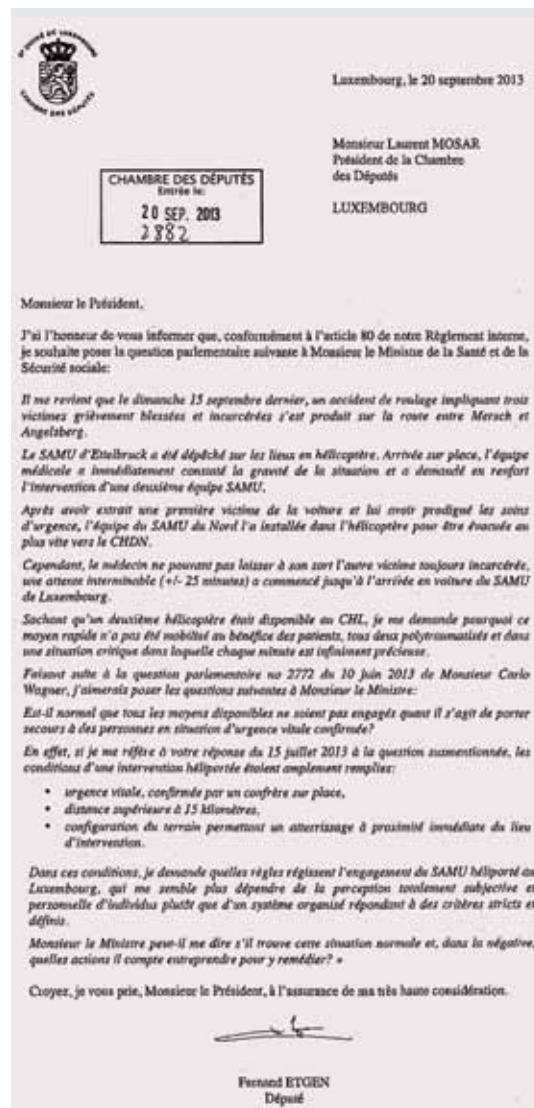 Gᴰ DUCHÉ DE LUXEMBOURG
CHAMBRE DES DÉPUTÉS
Luxembourg, le 20 septembre 2013
Monsieur Laurent MOSAR
Président de la Chambre
des Députés
LUXEMBOURG
CHAMBRE DES DÉPUTÉS
Entrée le:
20 SEP. 2013
2882
Monsieur le Président,
J'ai l'honneur de vous informer que, conformément à l'article 80 de notre Règlement interne,
je souhaite poser la question parlementaire suivante à Monsieur le Ministre de la Santé et de la
Sécurité sociale:
Il me revient que le dimanche 15 septembre dernier, un accident de roulage impliquant trois
victimes grièvement blessées et incarcérées s'est produit sur la route entre Mersch et
Angelsberg.
Le SAMU d'Ettelbruck a été dépêché sur les lieux en hélicoptère. Arrivée sur place, l'équipe
médicale a immédiatement constaté la gravité de la situation et a demandé en renfort
l'intervention d'une deuxième équipe SAMU.
Après avoir extrait une première victime de la voiture et lui avoir prodigué les soins
d'urgence, l'équipe du SAMU du Nord l'a installée dans l'hélicoptère pour être évacuée au
plus vite vers le CHDN.
Cependant, le médecin ne pouvant pas laisser à son sort l'autre victime toujours incarcérée,
une attente interminable (+/- 25 minutes) a commencé jusqu'à l'arrivée en voiture du SAMU
de Luxembourg.
Sachant qu'un deuxième hélicoptère était disponible au CHL, je me demande pourquoi ce
moyen rapide n'a pas été mobilisé au bénéfice des patients, tous deux polytraumatisés et dans
une situation critique dans laquelle chaque minute est infiniment précieuse.
Faisant suite à la question parlementaire no 2772 du 10 juin 2013 de Monsieur Carlo
Wagner, j'aimerais poser les questions suivantes à Monsieur le Ministre:
Est-il normal que tous les moyens disponibles ne soient pas engagés quant il s'agit de porter
secours à des personnes en situation d'urgence vitale confirmée?
En effet, si je me réfère à votre réponse du 15 juillet 2013 à la question susmentionnée, les
conditions d'une intervention héliportée étaient amplement remplies:
• urgence vitale, confirmée par un confrère sur place,
• distance supérieure à 15 kilomètres,
• configuration du terrain permettant un atterrissage à proximité immédiate du lieu
d'intervention.
Dans ces conditions, je demande quelles règles régissent l'engagement du SAMU héliporté au
Luxembourg, qui me semble plus dépendre de la perception totalement subjective et
personnelle d'individus plutôt que d'un système organisé répondant à des critères stricts et
définis.
Monsieur le Ministre peut-il me dire s'il trouve cette situation normale et, dans la négative,
quelles actions il compte entreprendre pour y remédier? »
Croyez, je vous prie, Monsieur le Président, à l'assurance de ma très haute considération.
Fernand ETGEN
Député